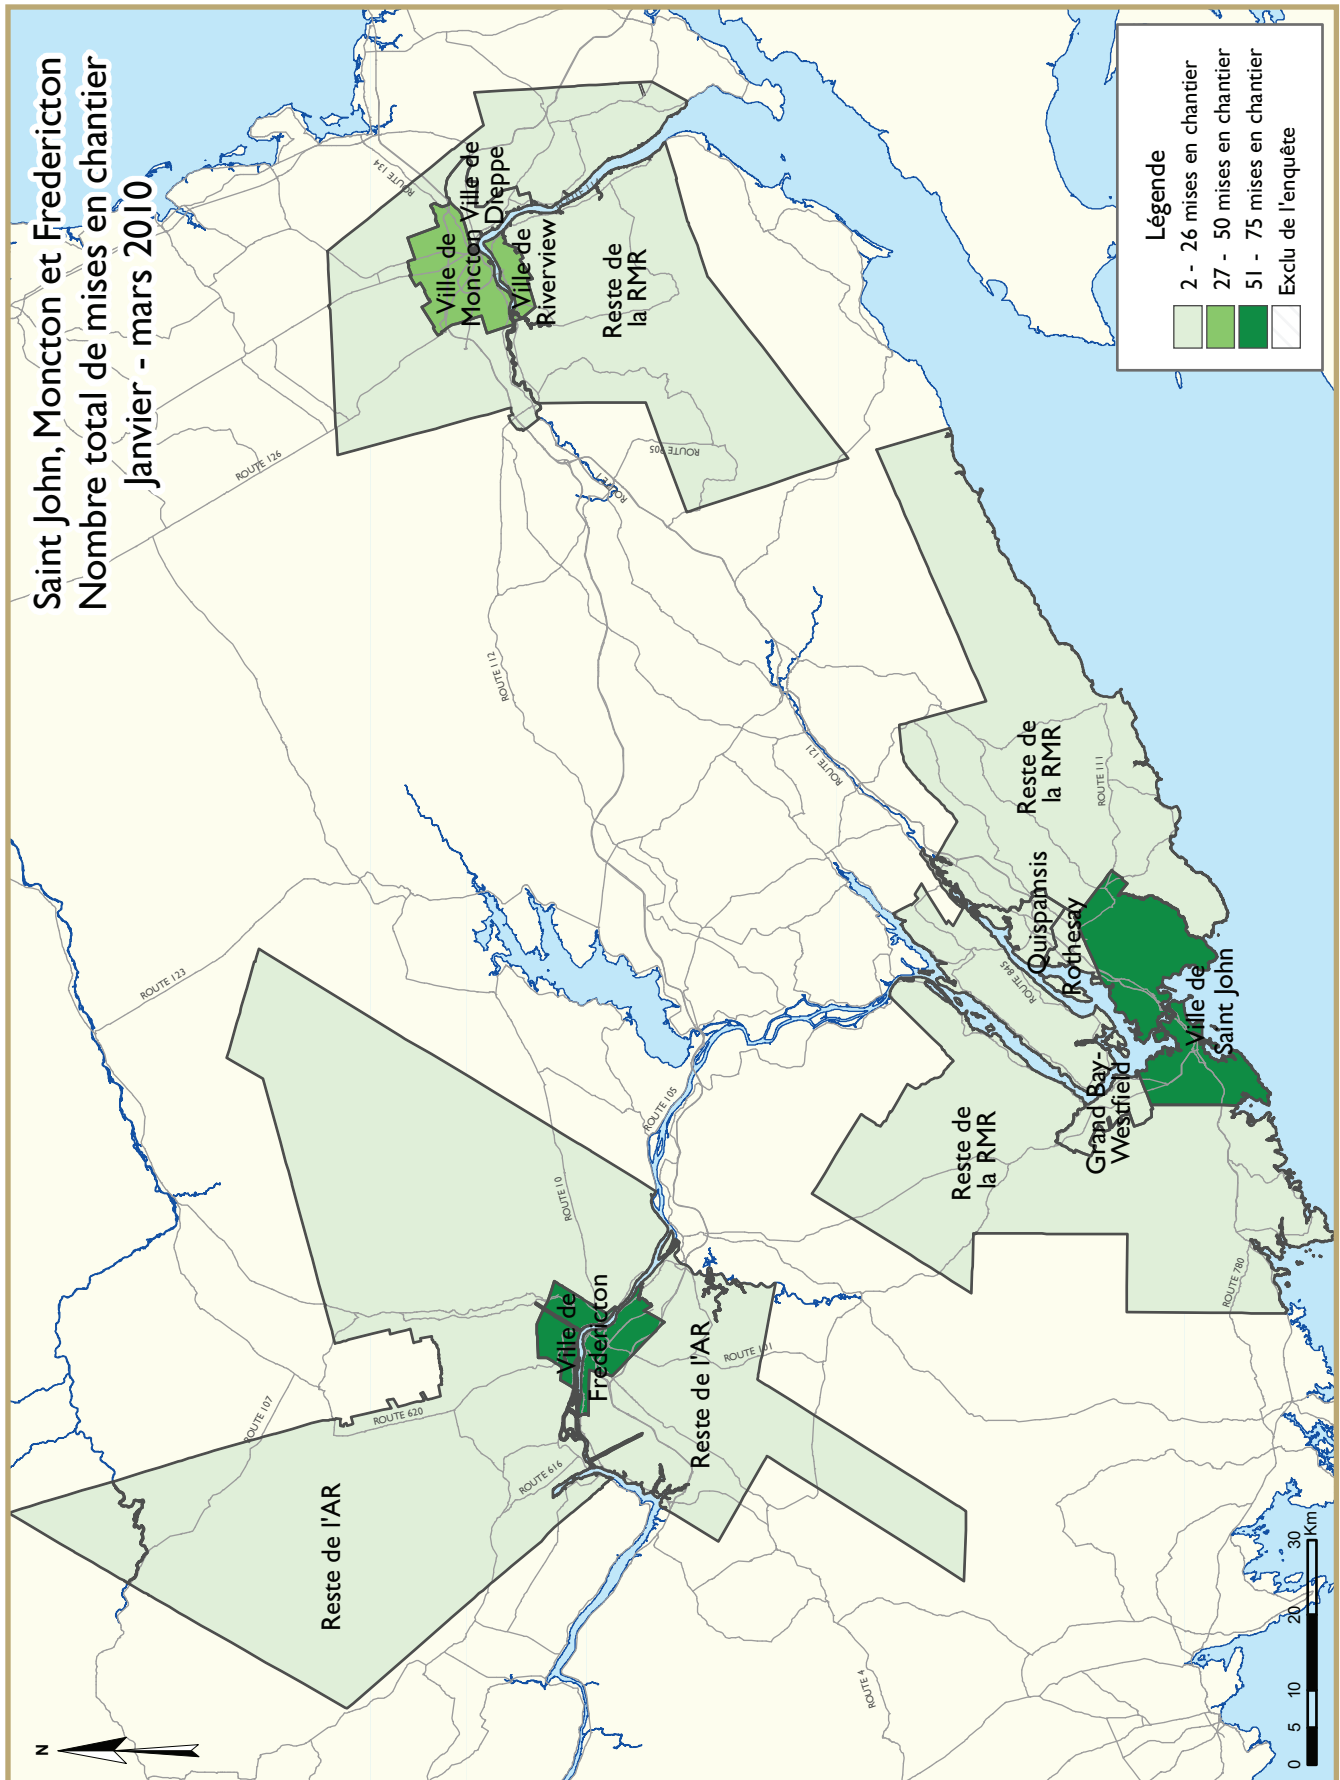 Saint John, Moncton et Fredericton
Nombre total de mises en chantier
Janvier - mars 2010
N
Reste de l'AR
ROUTE 107
ROUTE 620
ROUTE 616
ROUTE 123
ROUTE 126
ROUTE 134
Ville de
Moncton
Ville de
Dieppe
Ville de
Riverview
Reste de
la RMR
ROUTE 112
ROUTE 10
ROUTE 105
Ville de
Fredericton
Reste de l'AR
ROUTE 101
ROUTE 121
Reste de
la RMR
ROUTE 111
Quispamsis
Rothesay
ROUTE 845
Reste de
la RMR
Grand Bay-
Westfield
Ville de
Saint John
ROUTE 780
ROUTE 4
0 5 10 20 30
Km
Légende
2 - 26 mises en chantier
27 - 50 mises en chantier
51 - 75 mises en chantier
Exclu de l'enquête